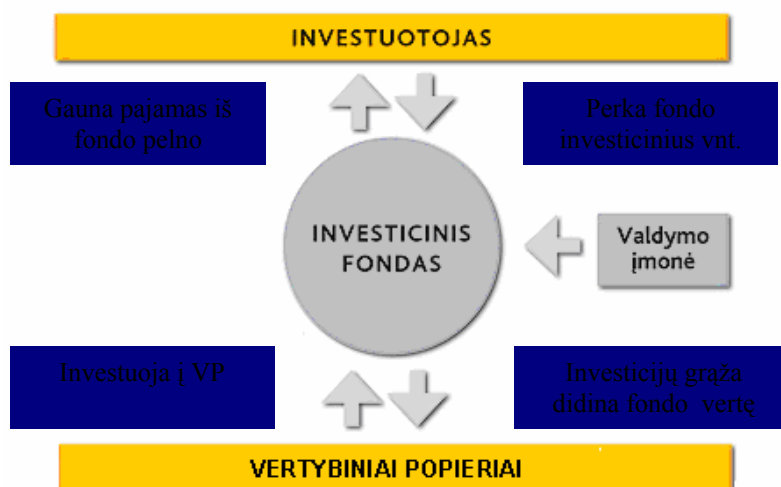 INVESTUOTOJAS
Gauna pajamas iš
fondo pelno
Perka fondo
investicinius vnt.
INVESTICINIS
FONDAS
Valdymo
įmonė
Investuoja į VP
Investicijų grąža
didina fondo vertę
VERTYBINIAI POPIERIAI